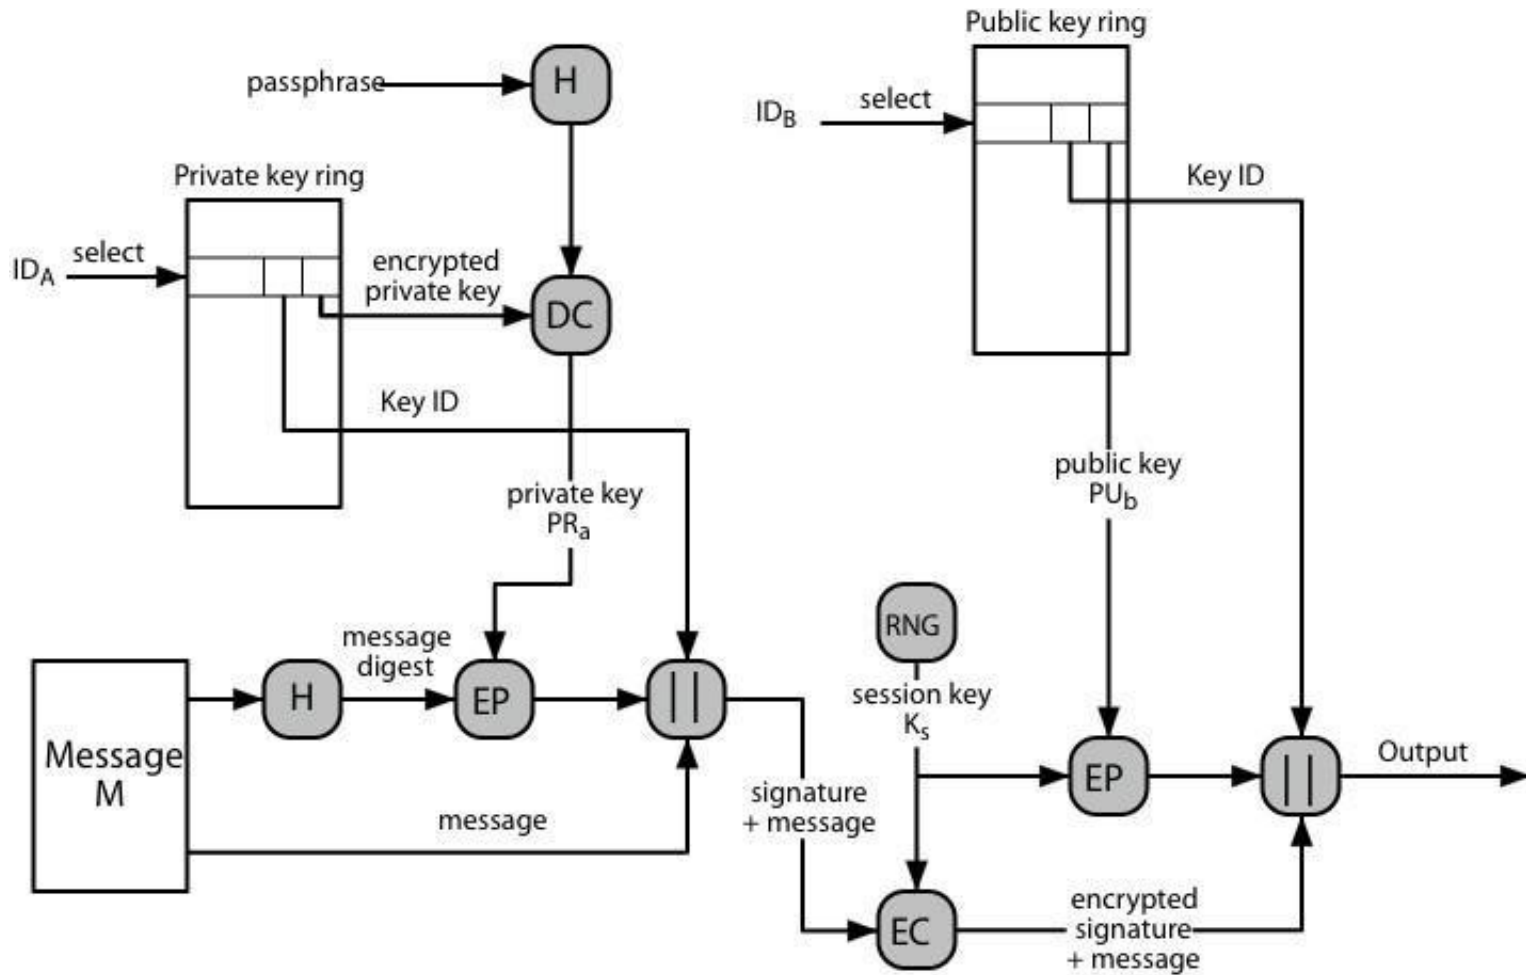 Public key ring
passphrase
H
ID_B
select
Private key ring
Key ID
ID_A
select
encrypted
private key
DC
Key ID
public key
PU_b
private key
PR_a
RNG
message
digest
session key
K_s
H
EP
||
Message
M
EP
||
Output
signature
+ message
message
EC
encrypted
signature
+ message